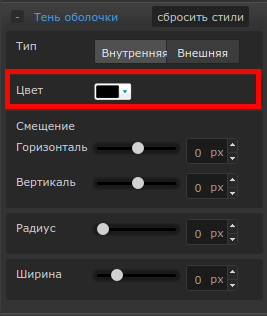 - Тень оболочки сбросить стили
Тип Внутренняя Внешняя
Цвет
Смещение
Горизонталь 0 px
Вертикаль 0 px
Радиус 0 px
Ширина 0 px